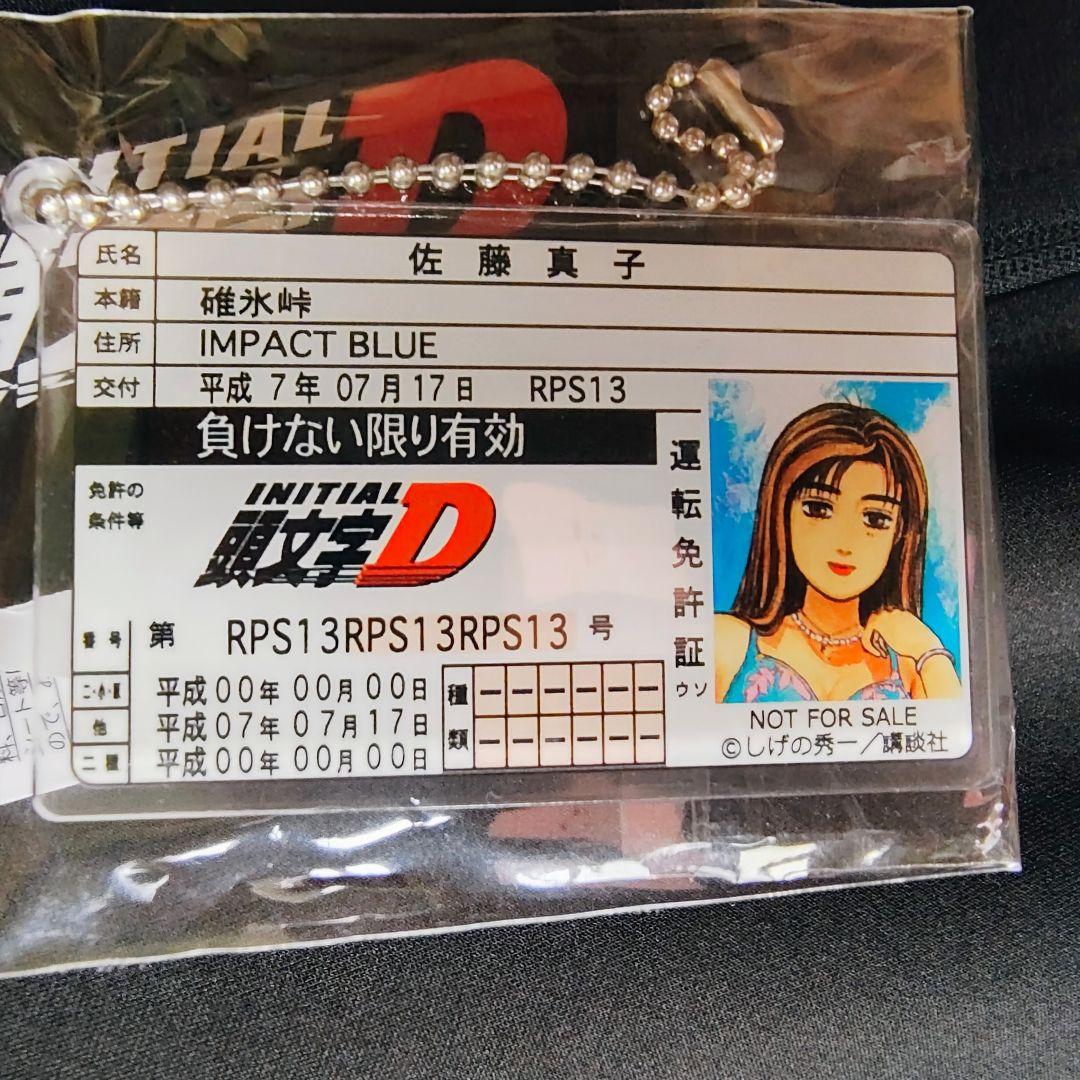 INITIAL D
氏名 佐藤真子
本籍 碓氷峠
住所 IMPACT BLUE
交付 平成 7年 07月 17日 RPS13
負けない限り有効
免許の
条件等
INITIAL
頭文字D
運転免許証
ウソ
番号 第 RPS13RPS13RPS13 号
平成00年 00月 00日
他 平成07年 07月 17日
二種 平成00年 00月 00日
種類
NOT FOR SALE
©しげの秀一/講談社